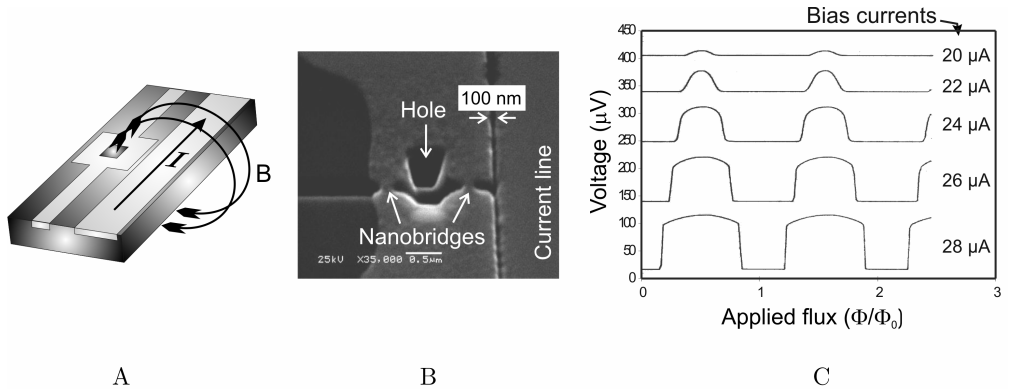 I
B
Hole
100 nm
Nanobridges
Current line
25kV X35,000 0.5µm
Bias currents
450
400
350
300
250
200
150
100
50
0
Voltage (µV)
20 µA
22 µA
24 µA
26 µA
28 µA
0 1 2 3
Applied flux (Φ/Φ₀)
A B C